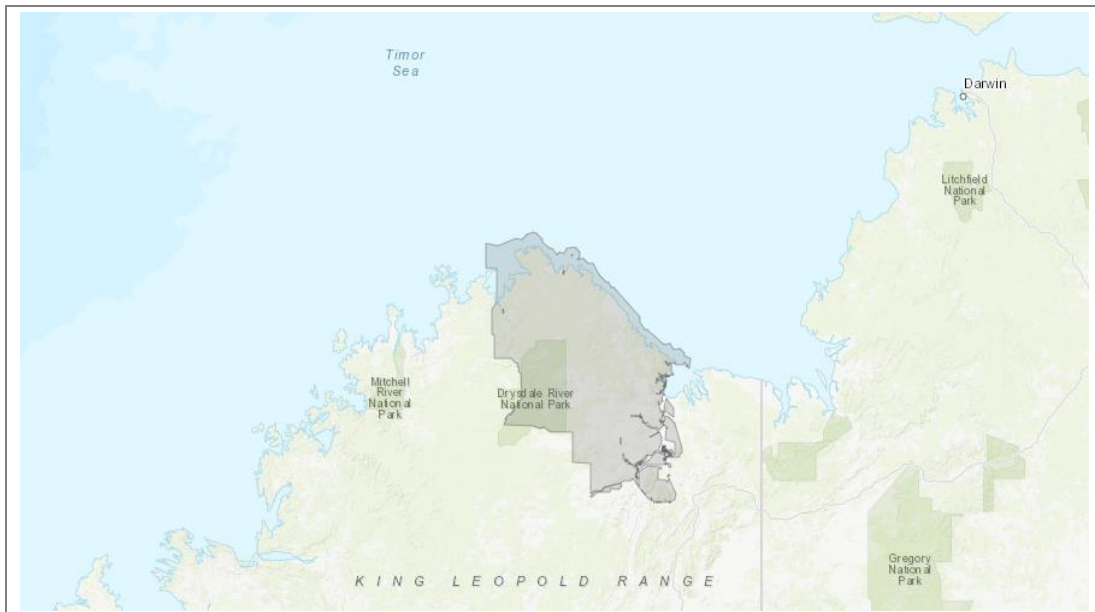 Timor
Sea
Darwin
Litchfield
National
Park
Mitchell
River
National
Park
Drysdale River
National Park
Gregory
National
Park
KING LEOPOLD RANGE